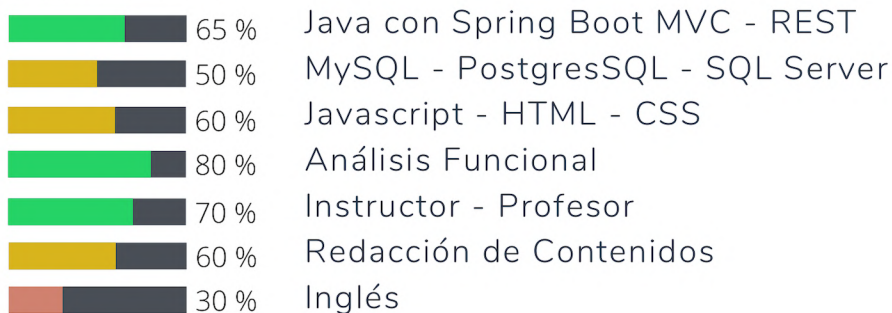 65 % Java con Spring Boot MVC - REST
50 % MySQL - PostgresSQL - SQL Server
60 % Javascript - HTML - CSS
80 % Análisis Funcional
70 % Instructor - Profesor
60 % Redacción de Contenidos
30 % Inglés